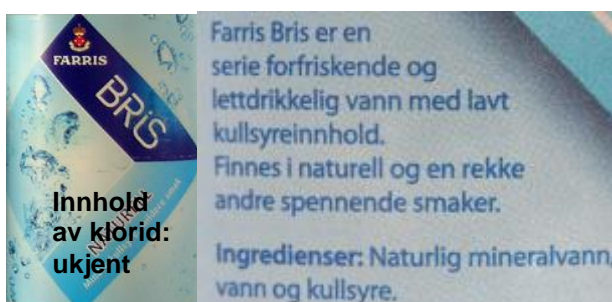 FARRIS
BRIS
NATURELL
Innhold
av klorid:
ukjent
Farris Bris er en
serie forfriskende og
lettdrikkelig vann med lavt
kullsyreinnhold.
Finnes i naturell og en rekke
andre spennende smaker.
Ingredienser: Naturlig mineralvann,
vann og kullsyre.